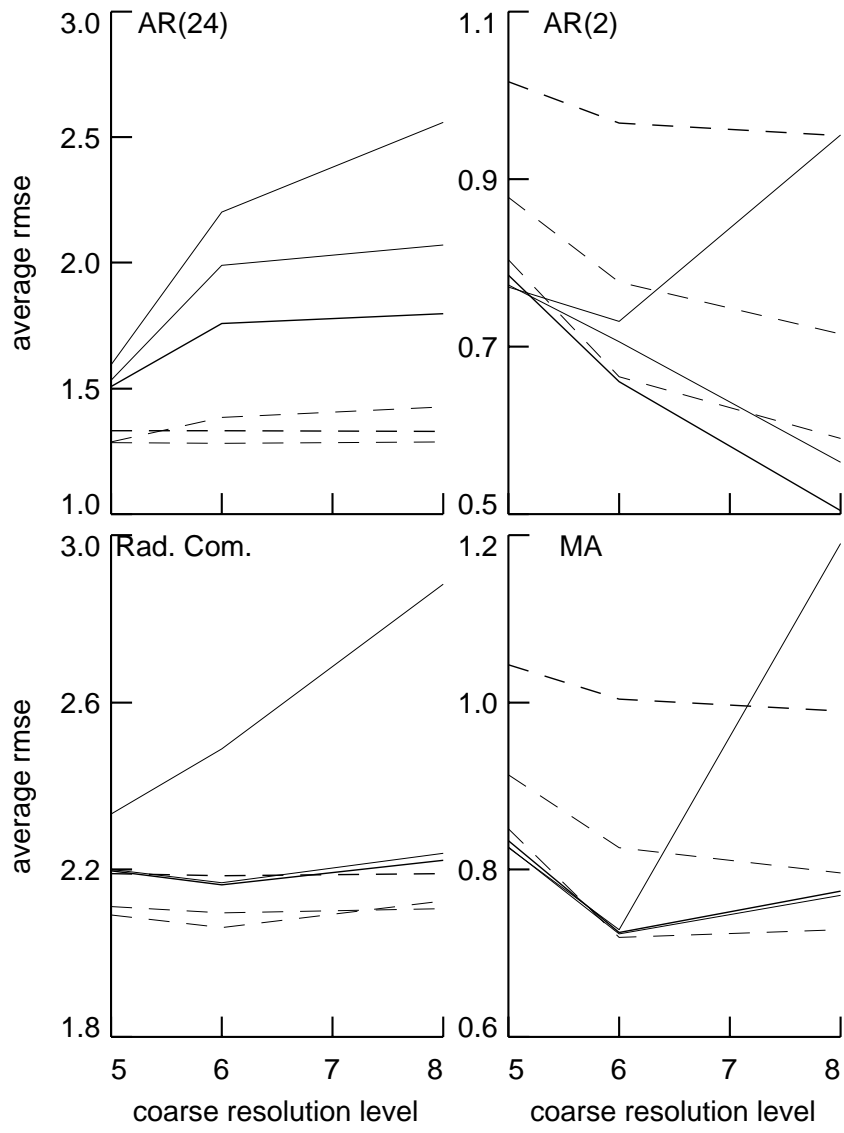 AR(24)
AR(2)
3.0
2.5
2.0
1.5
1.0
average rmse
1.1
0.9
0.7
0.5
Rad. Com.
MA
3.0
2.6
2.2
1.8
average rmse
1.2
1.0
0.8
0.6
5 6 7 8
5 6 7 8
coarse resolution level
coarse resolution level